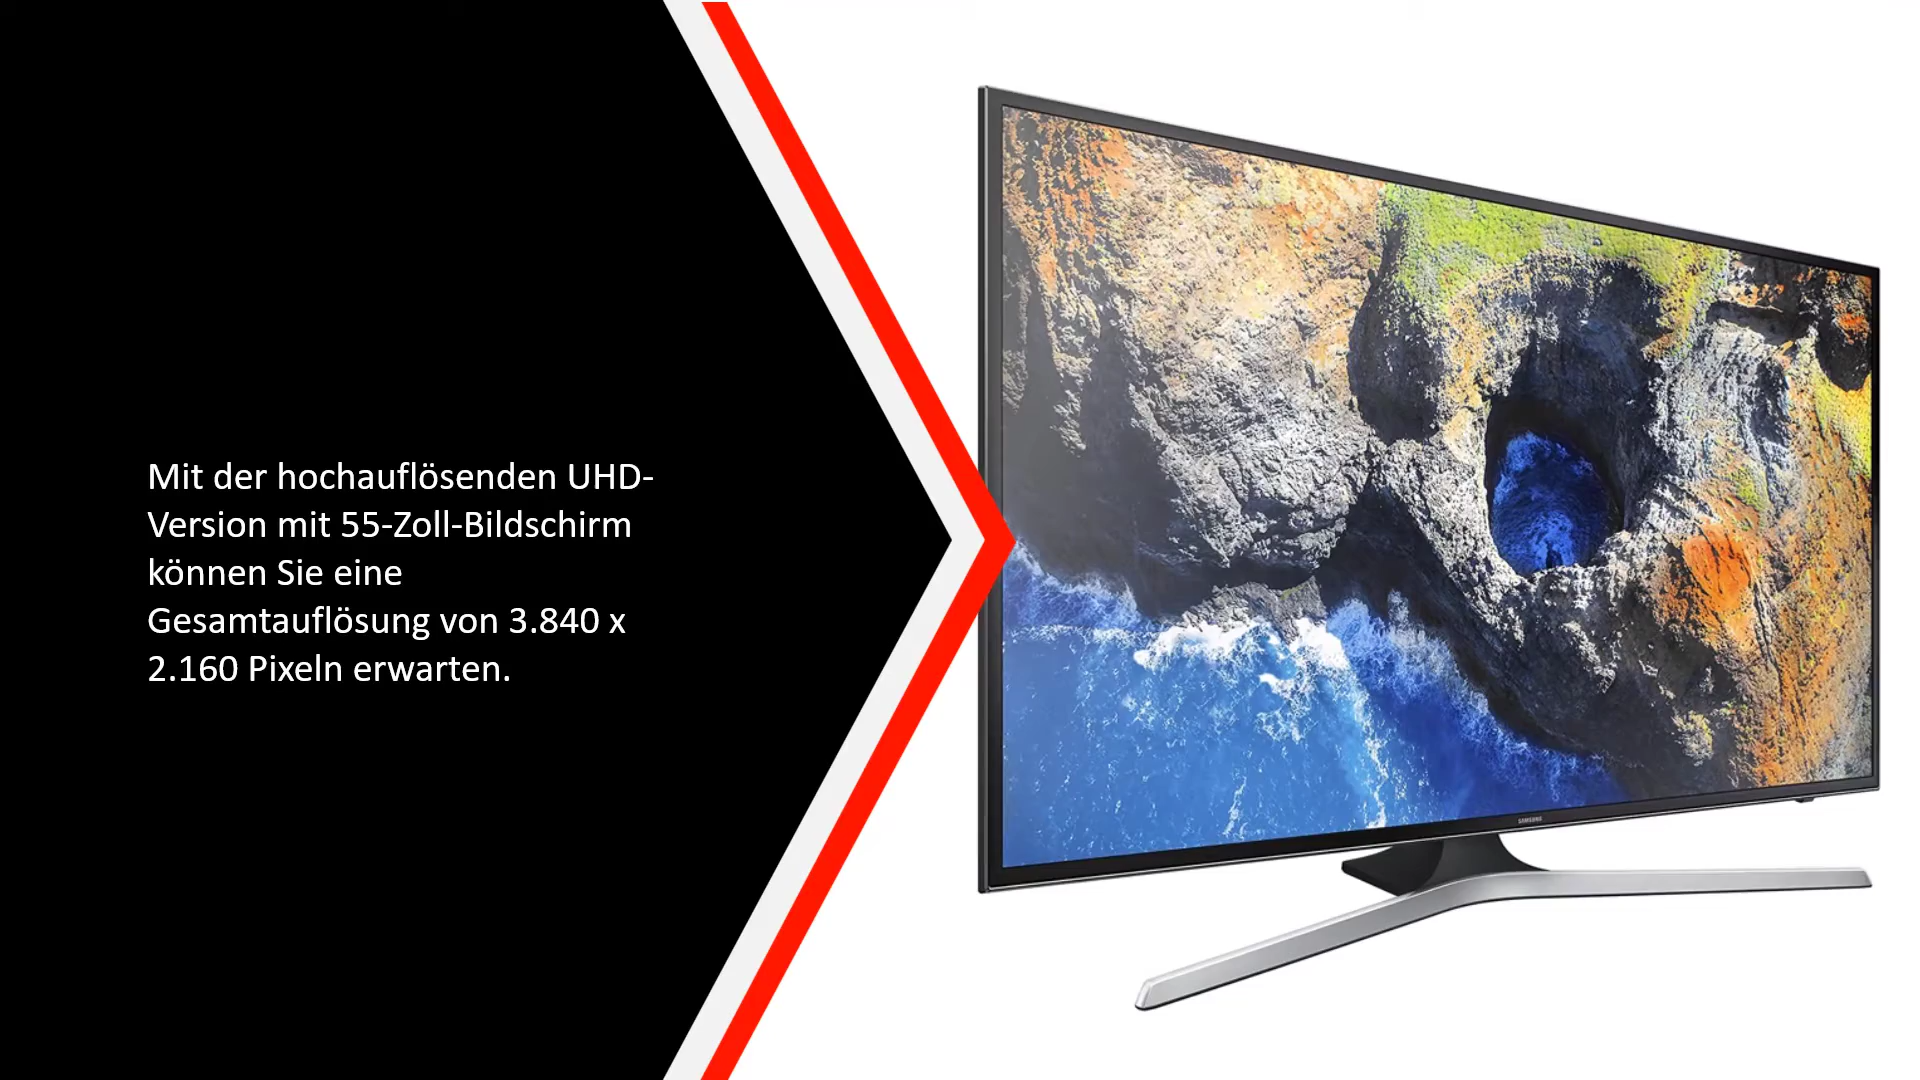 Mit der hochauflösenden UHD-
Version mit 55-Zoll-Bildschirm
können Sie eine
Gesamtauflösung von 3.840 x
2.160 Pixeln erwarten.
SAMSUNG